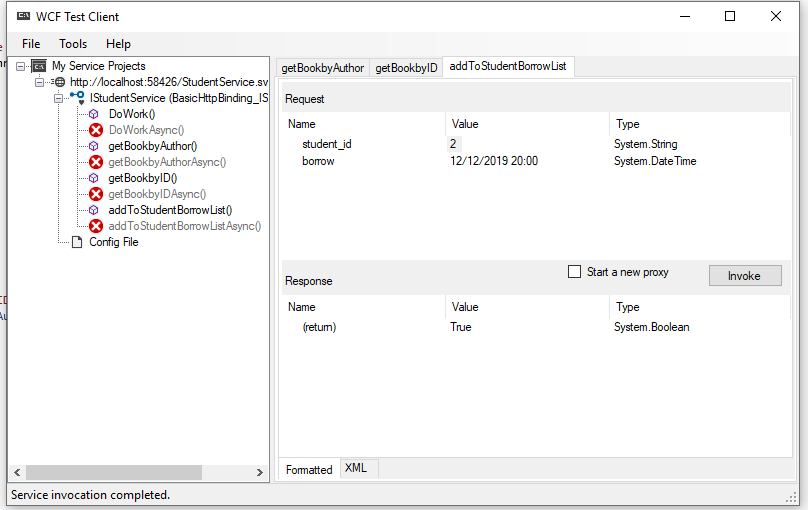 WCF Test Client
File Tools Help
My Service Projects
http://localhost:58426/StudentService.sv
IStudentService (BasicHttpBinding_IS
DoWork()
DoWorkAsync()
getBookbyAuthor()
getBookbyAuthorAsync()
getBookbyID()
getBookbyIDAsync()
addToStudentBorrowList()
addToStudentBorrowListAsync()
Config File
getBookbyAuthor getBookbyID addToStudentBorrowList
Request
Name Value Type
student_id 2 System.String
borrow 12/12/2019 20:00 System.DateTime
Response
Start a new proxy Invoke
Name Value Type
(return) True System.Boolean
Formatted XML
Service invocation completed.